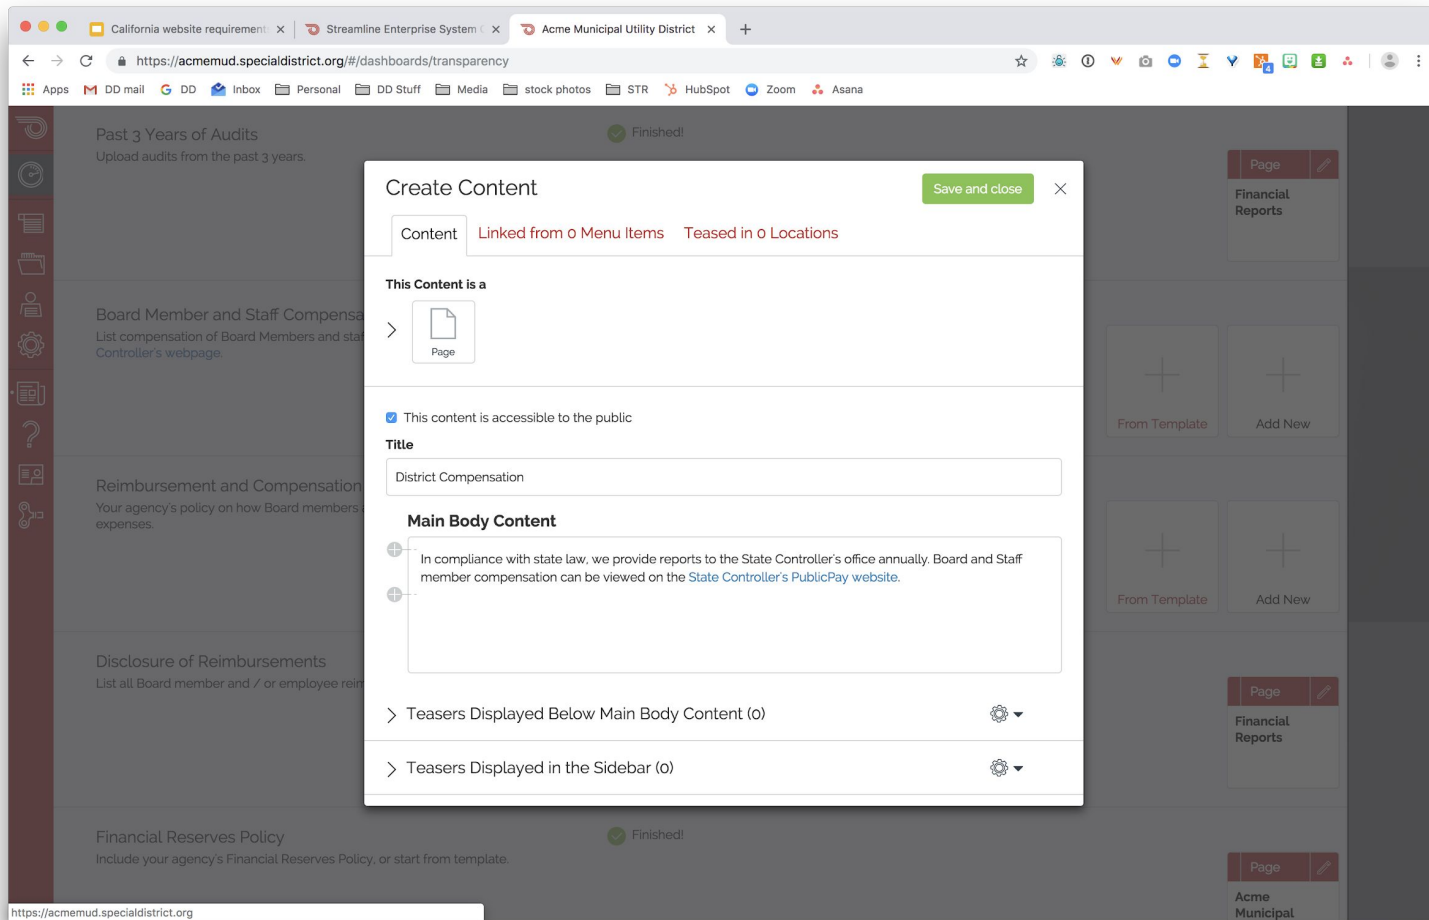 California website requirement
Streamline Enterprise System
Acme Municipal Utility District
https://acmemud.specialdistrict.org/#/dashboards/transparency
4
Apps
DD mail
DD
Inbox
Personal
DD Stuff
Media
stock photos
STR
HubSpot
Zoom
Asana
Past 3 Years of Audits
Upload audits from the past 3 years.
Finished!
Page
Financial
Reports
Create Content
Save and close
Content
Linked from 0 Menu Items
Teased in 0 Locations
This Content is a
Page
Board Member and Staff Compensa
List compensation of Board Members and staf
Controller's webpage.
From Template
Add New
This content is accessible to the public
Title
District Compensation
Reimbursement and Compensation
Your agency's policy on how Board members
expenses.
From Template
Add New
Main Body Content
In compliance with state law, we provide reports to the State Controller's office annually. Board and Staff
member compensation can be viewed on the State Controller's PublicPay website.
Disclosure of Reimbursements
List all Board member and / or employee reim
Page
Financial
Reports
Teasers Displayed Below Main Body Content (0)
Teasers Displayed in the Sidebar (0)
Financial Reserves Policy
Include your agency's Financial Reserves Policy, or start from template.
Finished!
Page
Acme
Municipal
https://acmemud.specialdistrict.org